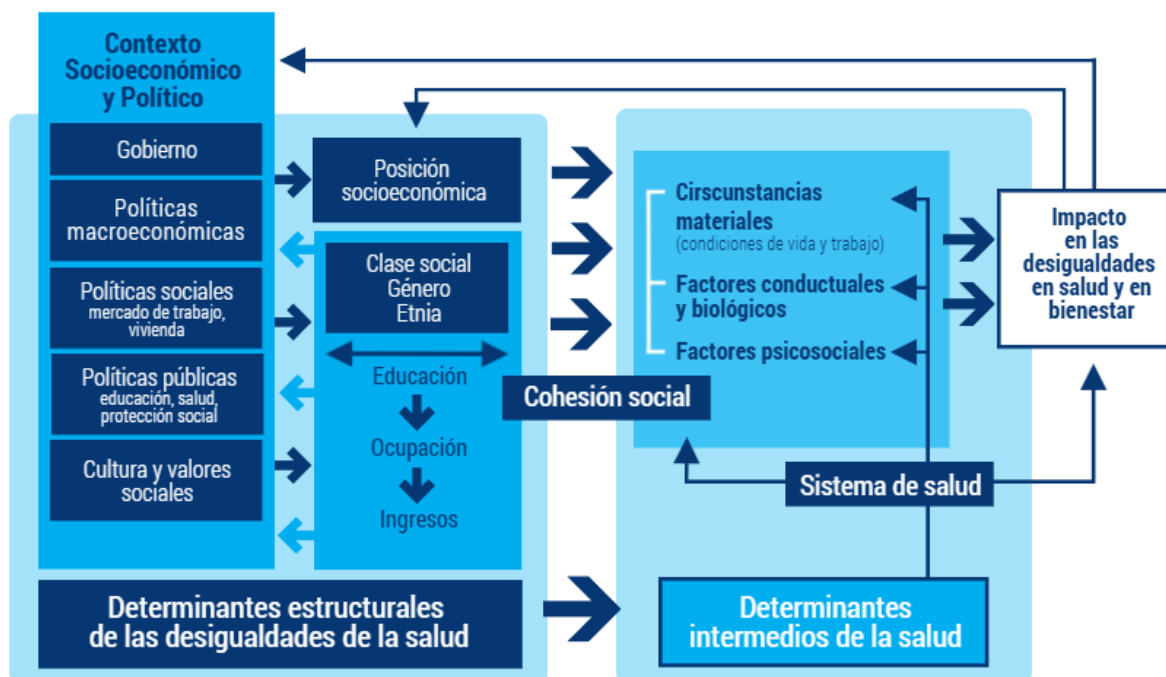 Contexto
Socioeconómico
y Político
Gobierno
Políticas
macroeconómicas
Políticas sociales
mercado de trabajo,
vivienda
Políticas públicas
educación, salud,
protección social
Cultura y valores
sociales
Posición
socioeconómica
Clase social
Género
Etnia
Educación
Ocupación
Ingresos
Determinantes estructurales
de las desigualdades de la salud
Cohesión social
Cirscunstancias
materiales
(condiciones de vida y trabajo)
Factores conductuales
y biológicos
Factores psicosociales
Sistema de salud
Determinantes
intermedios de la salud
Impacto
en las
desigualdades
en salud y en
bienestar